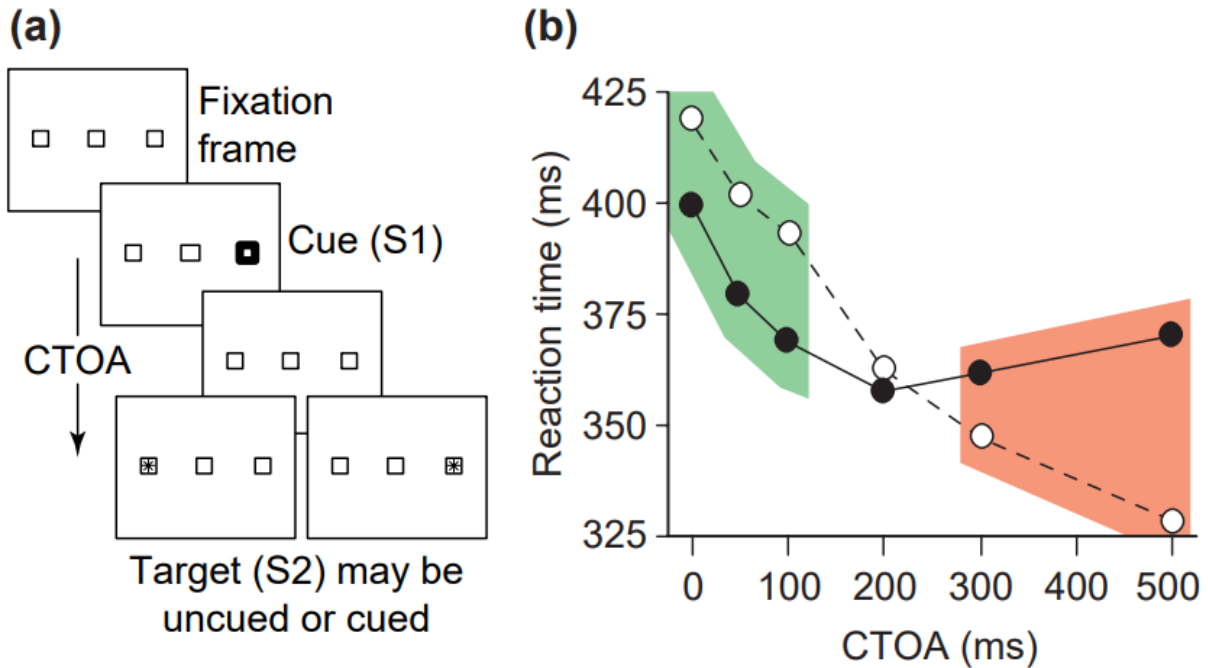 (a)
Fixation
frame
Cue (S1)
CTOA
Target (S2) may be
uncued or cued
(b)
Reaction time (ms)
425
400
375
350
325
0 100 200 300 400 500
CTOA (ms)